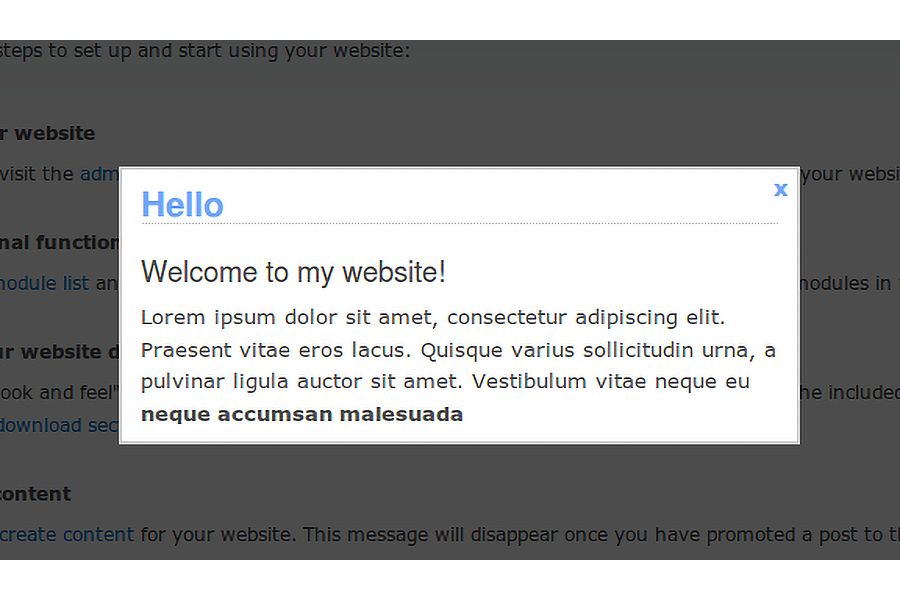 steps to set up and start using your website:
r website
visit the adm
your websi
Hello
x
nal function
Welcome to my website!
module list an
modules in
Lorem ipsum dolor sit amet, consectetur adipiscing elit.
ur website d
Praesent vitae eros lacus. Quisque varius sollicitudin urna, a
pulvinar ligula auctor sit amet. Vestibulum vitae neque eu
ook and feel"
he included
neque accumsan malesuada
download sec
content
create content for your website. This message will disappear once you have promoted a post to th